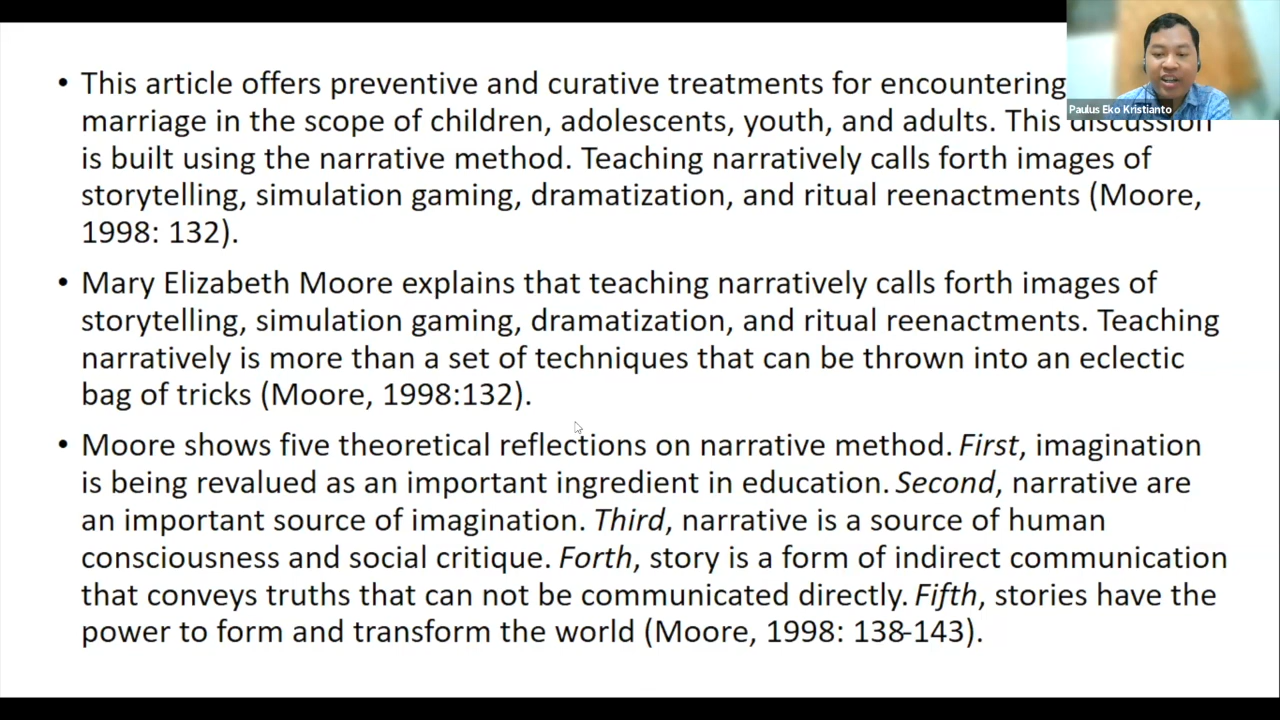 • This article offers preventive and curative treatments for encountering
marriage in the scope of children, adolescents, youth, and adults. This discussion
is built using the narrative method. Teaching narratively calls forth images of
storytelling, simulation gaming, dramatization, and ritual reenactments (Moore,
1998: 132).
• Mary Elizabeth Moore explains that teaching narratively calls forth images of
storytelling, simulation gaming, dramatization, and ritual reenactments. Teaching
narratively is more than a set of techniques that can be thrown into an eclectic
bag of tricks (Moore, 1998:132).
• Moore shows five theoretical reflections on narrative method. First, imagination
is being revalued as an important ingredient in education. Second, narrative are
an important source of imagination. Third, narrative is a source of human
consciousness and social critique. Forth, story is a form of indirect communication
that conveys truths that can not be communicated directly. Fifth, stories have the
power to form and transform the world (Moore, 1998: 138-143).
Paulus Eko Kristianto